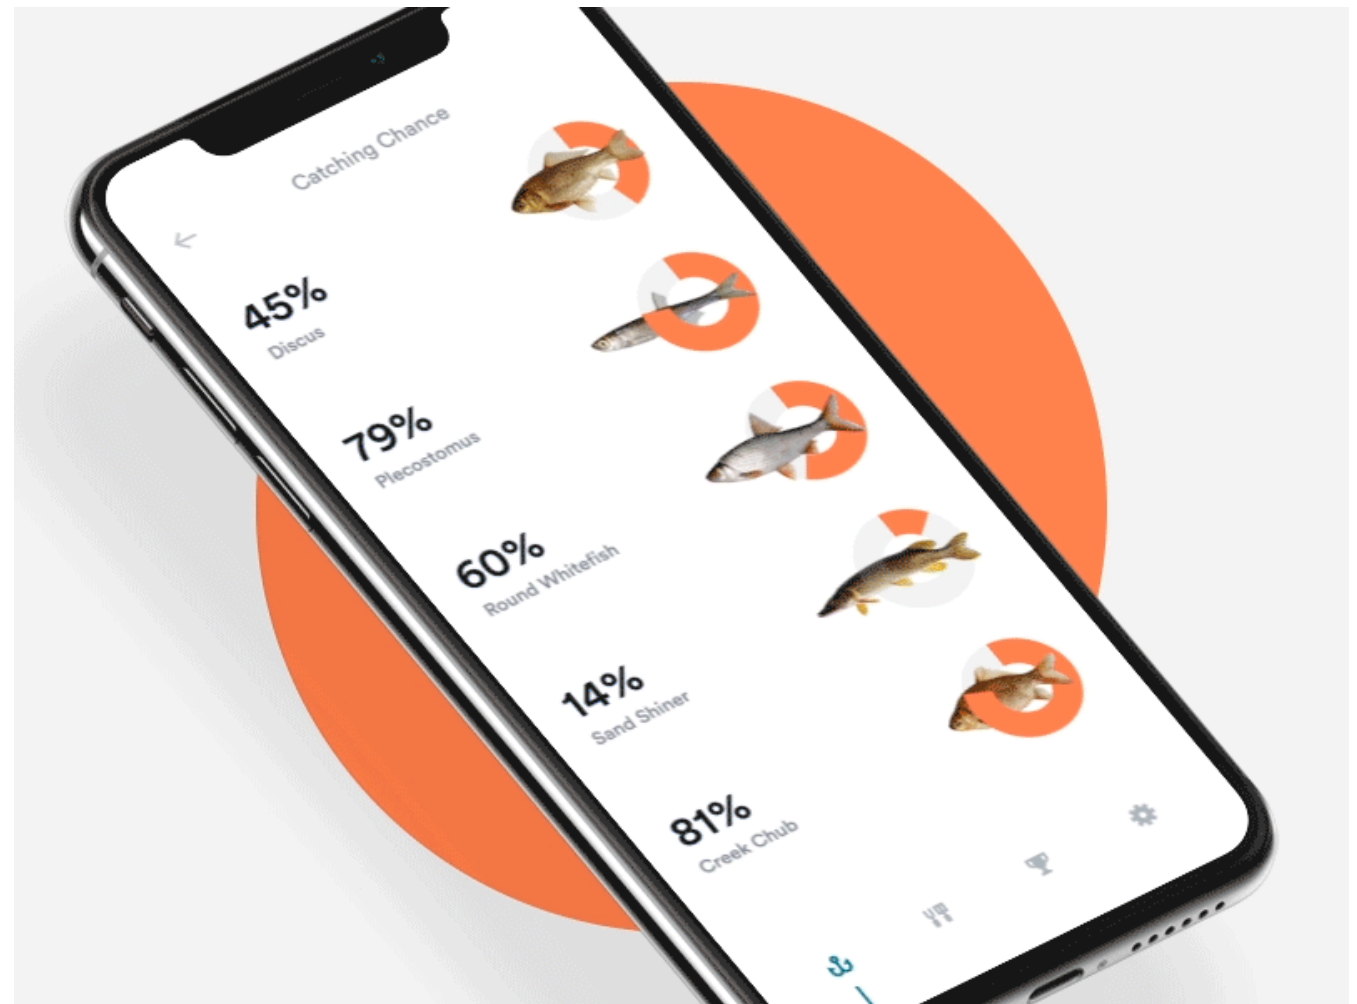 Catching Chance
45%
Discus
79%
Plecostomus
60%
Round Whitefish
14%
Sand Shiner
81%
Creek Chub